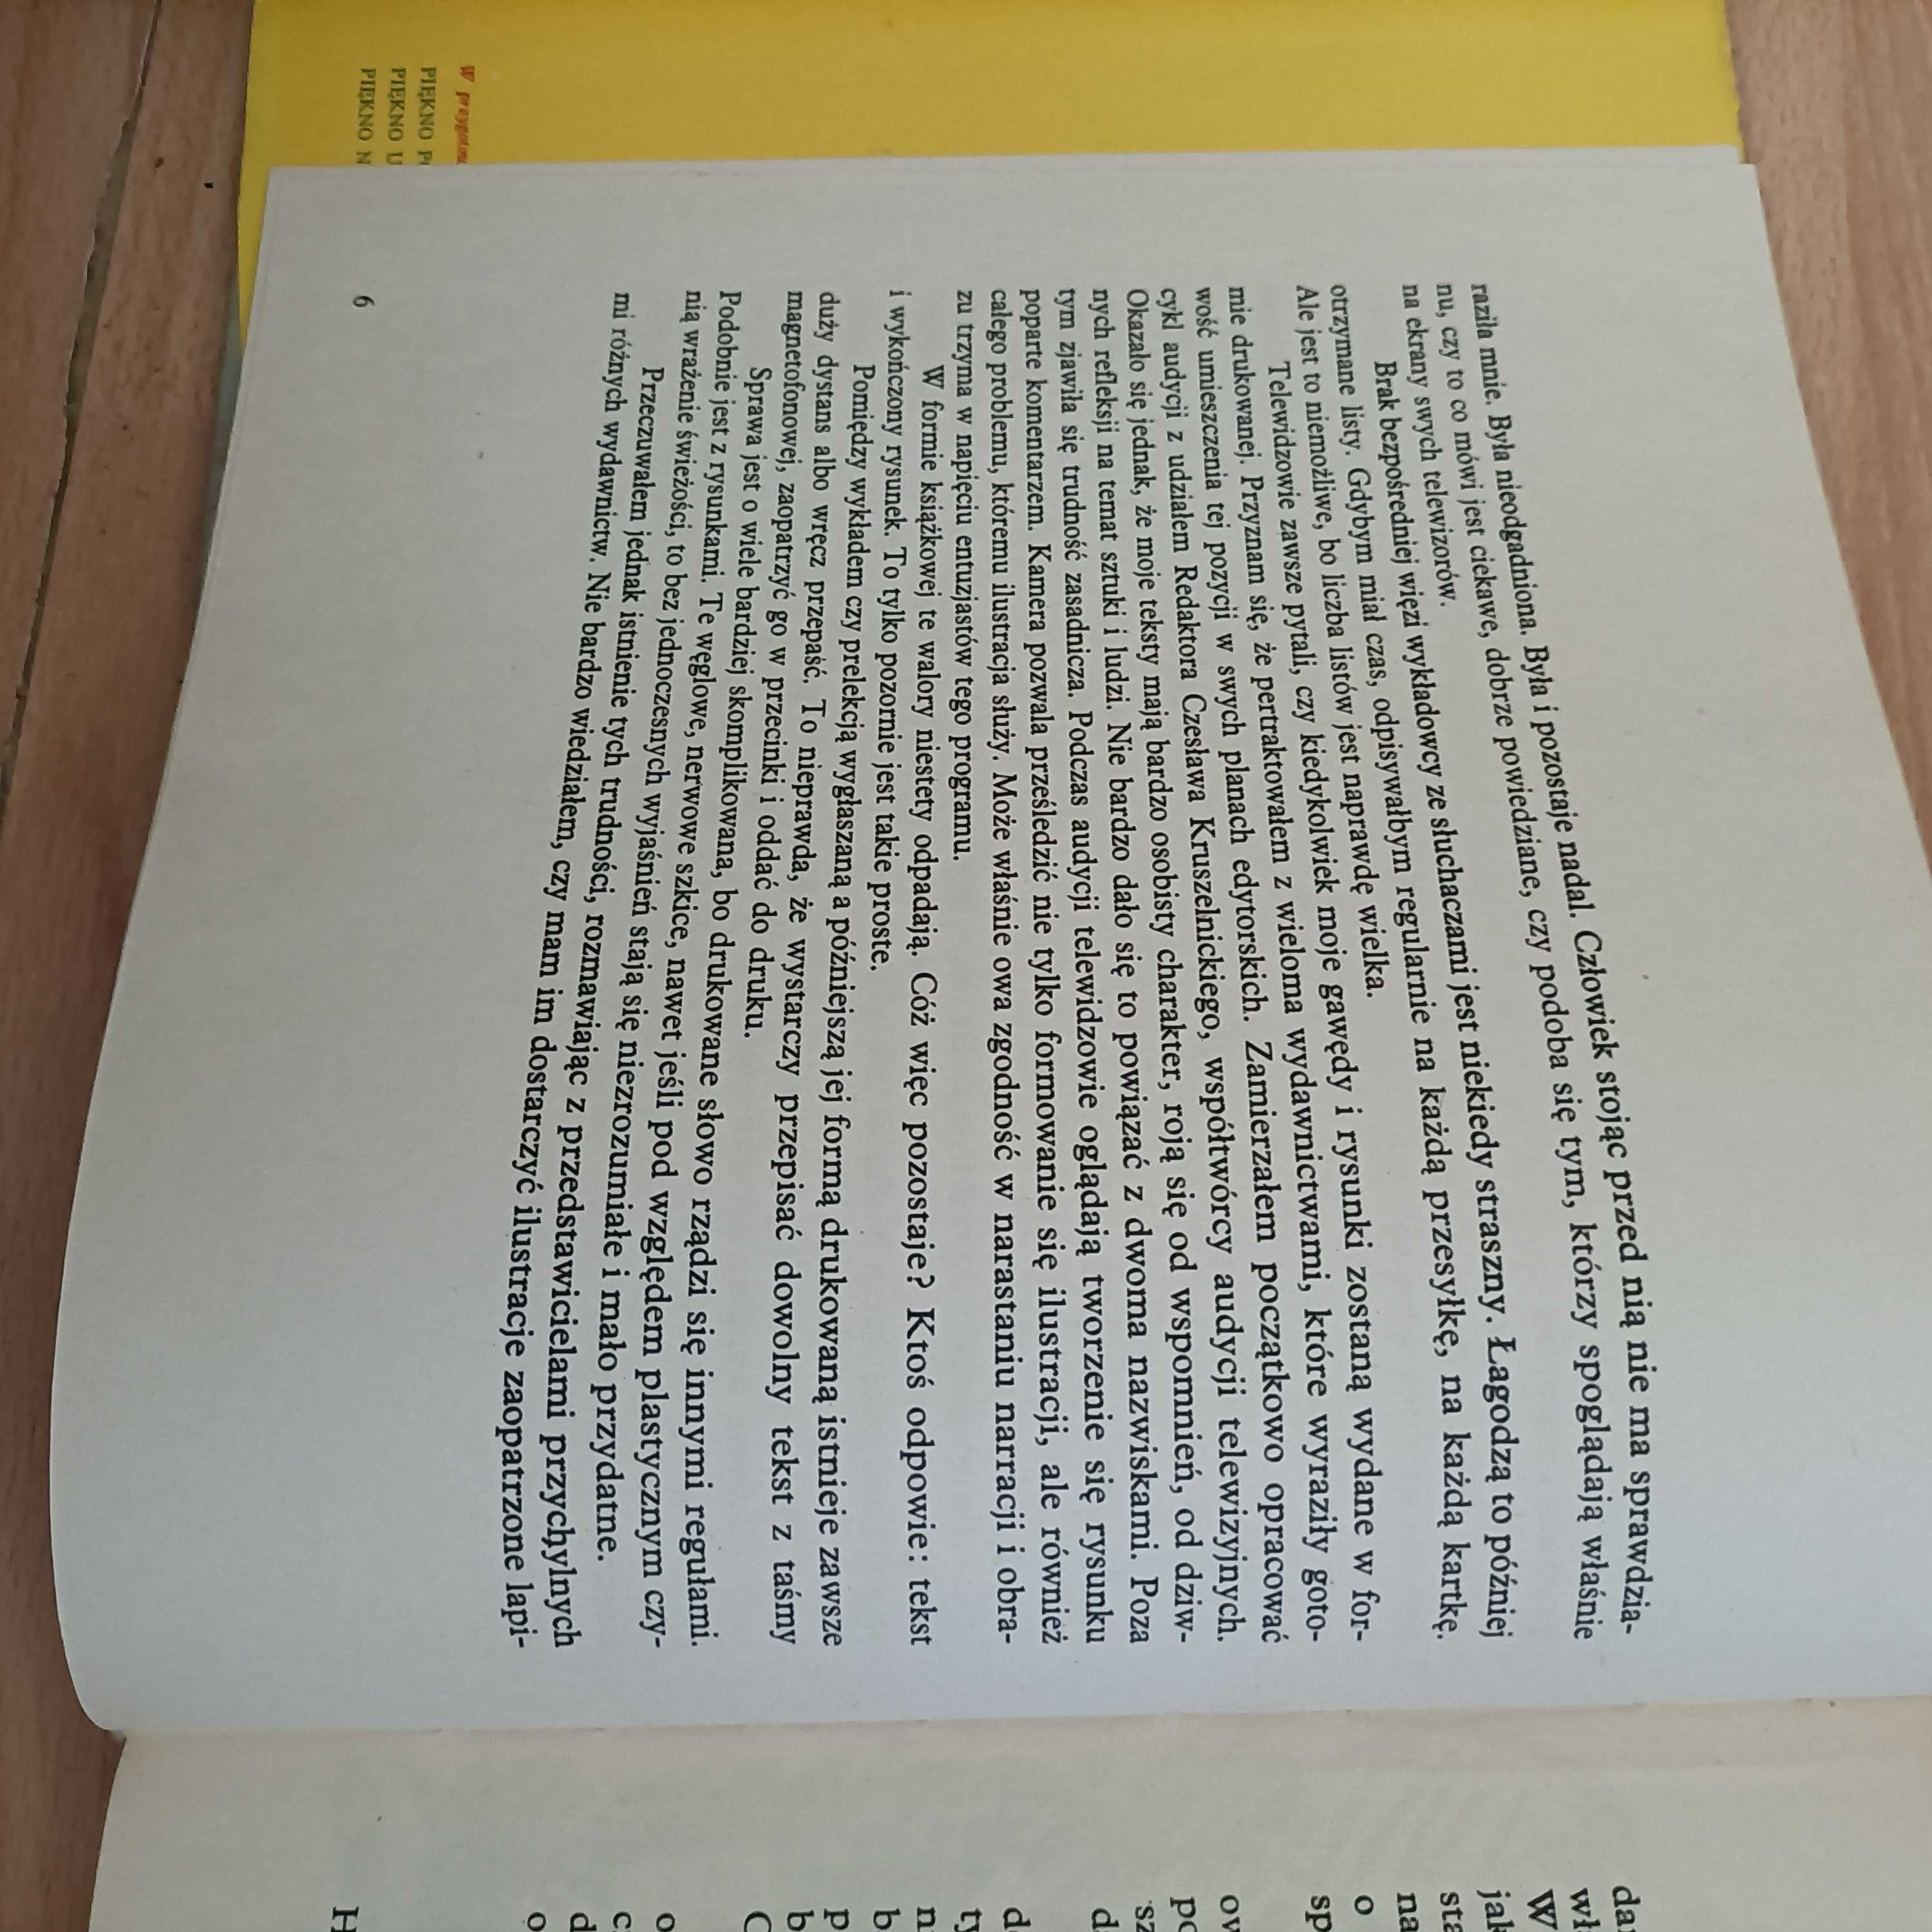 raziła mnie. Była nieodgadniona. Była i pozostaje nadal. Człowiek stojąc przed nią nie ma sprawdzia-
nu, czy to co mówi jest ciekawe, dobrze powiedziane, czy podoba się tym, którzy spoglądają właśnie
na ekrany swych telewizorów.
Brak bezpośredniej więzi wykładowcy ze słuchaczami jest niekiedy straszny. Łagodzą to później
otrzymane listy. Gdybym miał czas, odpisywałbym regularnie na każdą przesyłkę, na każdą kartkę.
Ale jest to niemożliwe, bo liczba listów jest naprawdę wielka.
Telewidzowie zawsze pytali, czy kiedykolwiek moje gawędy i rysunki zostaną wydane w for-
mie drukowanej. Przyznam się, że pertraktowałem z wieloma wydawnictwami, które wyraziły goto-
wość umieszczenia tej pozycji w swych planach edytorskich. Zamierzałem początkowo opracować
cykl audycji z udziałem Redaktora Czesława Kruszelnickiego, współtwórcy audycji telewizyjnych.
Okazało się jednak, że moje teksty mają bardzo osobisty charakter, roją się od wspomnień, od dziw-
nych refleksji na temat sztuki i ludzi. Nie bardzo dało się to powiązać z dwoma nazwiskami. Poza
tym zjawiła się trudność zasadnicza. Podczas audycji telewidzowie oglądają tworzenie się rysunku
poparte komentarzem. Kamera pozwala prześledzić nie tylko formowanie się ilustracji, ale również
całego problemu, któremu ilustracja służy. Może właśnie owa zgodność w narastaniu narracji i obra-
zu trzyma w napięciu entuzjastów tego programu.
W formie książkowej te walory niestety odpadają. Cóż więc pozostaje? Ktoś odpowie: tekst
i wykończony rysunek. To tylko pozornie jest takie proste.
Pomiędzy wykładem czy prelekcją wygłaszaną a późniejszą jej formą drukowaną istnieje zawsze
duży dystans albo wręcz przepaść. To nieprawda, że wystarczy przepisać dowolny tekst z taśmy
magnetofonowej, zaopatrzyć go w przecinki i oddać do druku.
Sprawa jest o wiele bardziej skomplikowana, bo drukowane słowo rządzi się innymi regułami.
Podobnie jest z rysunkami. Te węglowe, nerwowe szkice, nawet jeśli pod względem plastycznym czy-
nią wrażenie świeżości, to bez jednoczesnych wyjaśnień stają się niezrozumiałe i mało przydatne.
Przeczuwałem jednak istnienie tych trudności, rozmawiając z przedstawicielami przychylnych
mi różnych wydawnictw. Nie bardzo wiedziałem, czy mam im dostarczyć ilustracje zaopatrzone lapi-
6
W przygotow
PIĘKNO P
PIĘKNO U
PIĘKNO N
W
jak
sta
na
o
sp